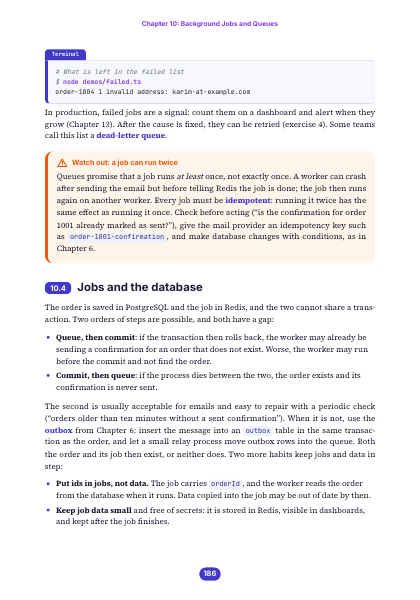 Chapter 10: Background Jobs and Queues
Terminal
# What is left in the failed list
$ node demos/failed.ts
order-1004 1 invalid address: karim-at-example.com
In production, failed jobs are a signal: count them on a dashboard and alert when they
grow (Chapter 13). After the cause is fixed, they can be retried (exercise 4). Some teams
call this list a dead-letter queue.
Watch out: a job can run twice
Queues promise that a job runs at least once, not exactly once. A worker can crash
after sending the email but before telling Redis the job is done; the job then runs
again on another worker. Every job must be idempotent: running it twice has the
same effect as running it once. Check before acting (“is the confirmation for order
1001 already marked as sent?”), give the mail provider an idempotency key such
as order-1001-confirmation, and make database changes with conditions, as in
Chapter 6.
10.4 Jobs and the database
The order is saved in PostgreSQL and the job in Redis, and the two cannot share a trans-
action. Two orders of steps are possible, and both have a gap:
• Queue, then commit: if the transaction then rolls back, the worker may already be
sending a confirmation for an order that does not exist. Worse, the worker may run
before the commit and not find the order.
• Commit, then queue: if the process dies between the two, the order exists and its
confirmation is never sent.
The second is usually acceptable for emails and easy to repair with a periodic check
(“orders older than ten minutes without a sent confirmation”). When it is not, use the
outbox from Chapter 6: insert the message into an outbox table in the same transac-
tion as the order, and let a small relay process move outbox rows into the queue. Both
the order and its job then exist, or neither does. Two more habits keep jobs and data in
step:
• Put ids in jobs, not data. The job carries orderId, and the worker reads the order
from the database when it runs. Data copied into the job may be out of date by then.
• Keep job data small and free of secrets: it is stored in Redis, visible in dashboards,
and kept after the job finishes.
186